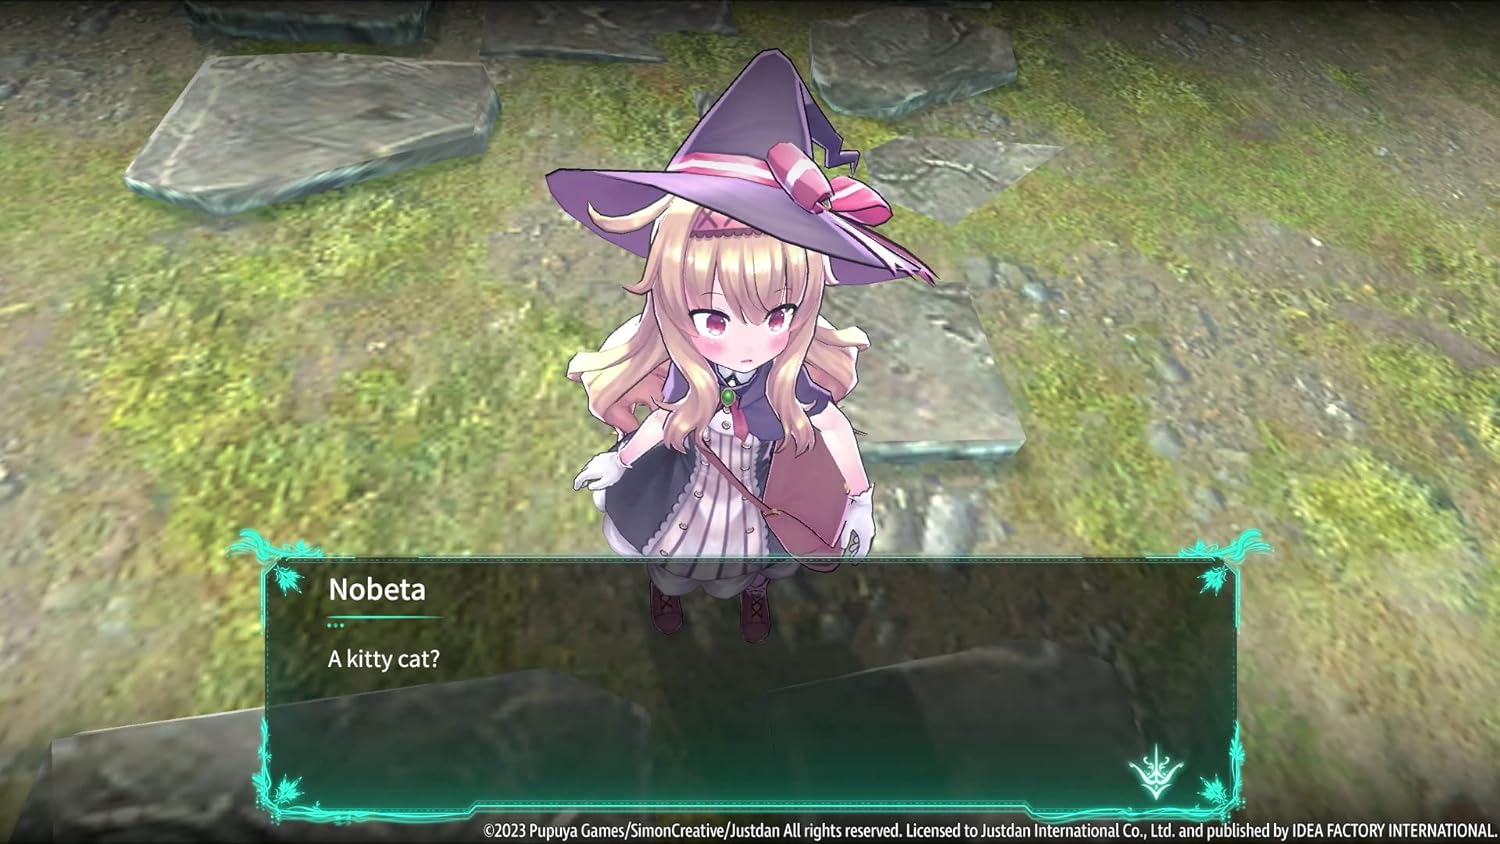 Nobeta
A kitty cat?
©2023 Pupuya Games/SimonCreative/Justdan All rights reserved. Licensed to Justdan International Co., Ltd. and published by IDEA FACTORY INTERNATIONAL.